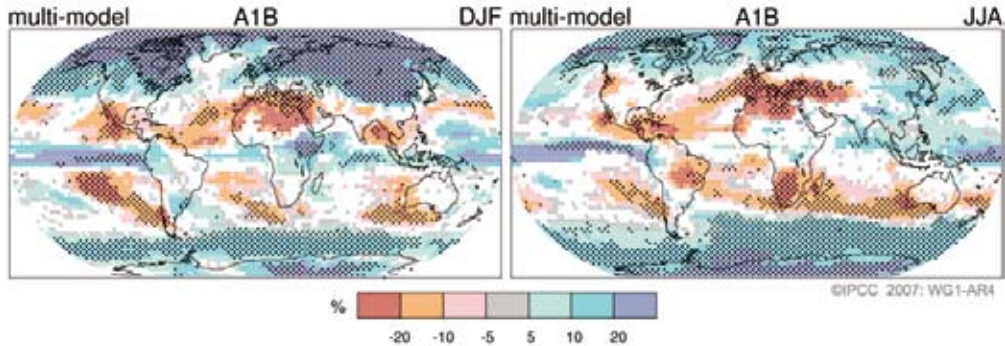 multi-model A1B DJF
multi-model A1B JJA
©IPCC 2007: WG1-AR4
%
-20 -10 -5 5 10 20